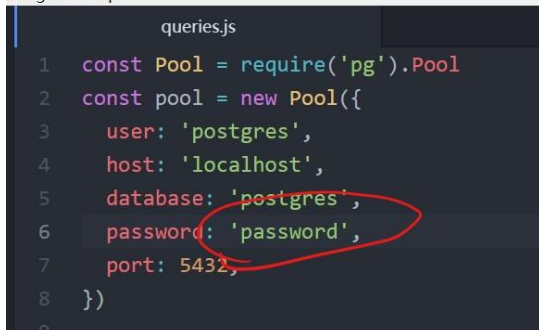 queries.js
1 const Pool = require('pg').Pool
2 const pool = new Pool({
3 user: 'postgres',
4 host: 'localhost',
5 database: 'postgres',
6 password: 'password',
7 port: 5432,
8 })